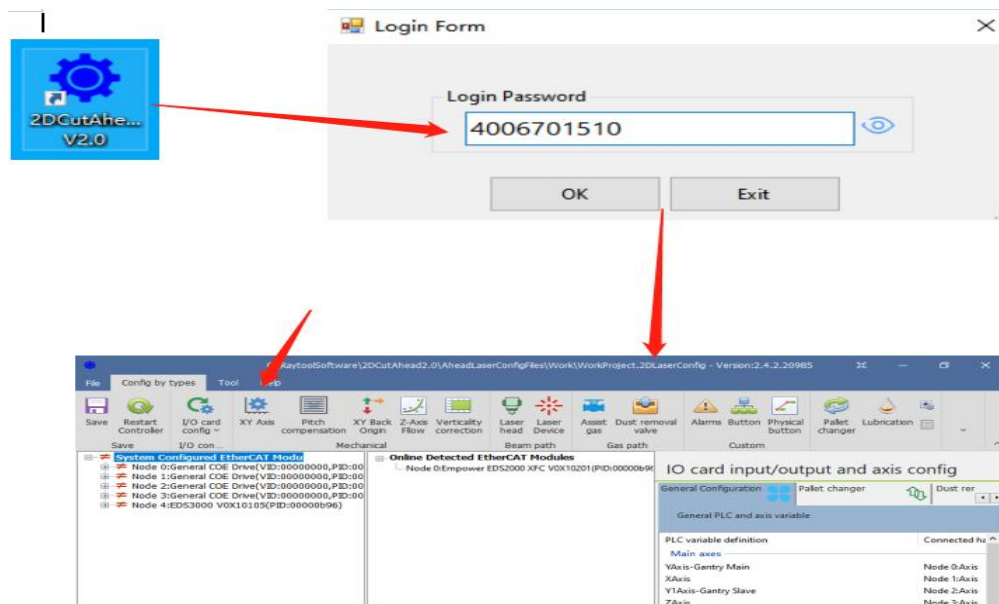 Login Form
2DCutAhe...
V2.0
Login Password
4006701510
OK
Exit
RaytoolSoftware\2DCutAhead2.0\AheadLaserConfigFiles\Work\WorkProject.2DLaserConfig - Version:2.4.2.20985
File Config by types Tool Help
Save Restart Controller I/O card config XY Axis Pitch compensation XY Back Origin Z-Axis Fllow Verticality correction Laser head Laser Device Assist gas Dust removal valve Alarms Button Physical button Pallet changer Lubrication
Save I/O con... Mechanical Beam path Gas path Custom
System Configured EtherCAT Modu
Node 0:General COE Drive(VID:00000000,PID:00
Node 1:General COE Drive(VID:00000000,PID:00
Node 2:General COE Drive(VID:00000000,PID:00
Node 3:General COE Drive(VID:00000000,PID:00
Node 4:EDS3000 V0X10105(PID:00000b96)
Online Detected EtherCAT Modules
Node 0:Empower EDS2000 XFC V0X10201(PID:00000b96
IO card input/output and axis config
General Configuration Pallet changer Dust rer
General PLC and axis variable
PLC variable definition Connected ha
Main axes
YAxis-Gantry Main Node 0:Axis
XAxis Node 1:Axis
Y1Axis-Gantry Slave Node 2:Axis
ZAxis Node 3:Axis